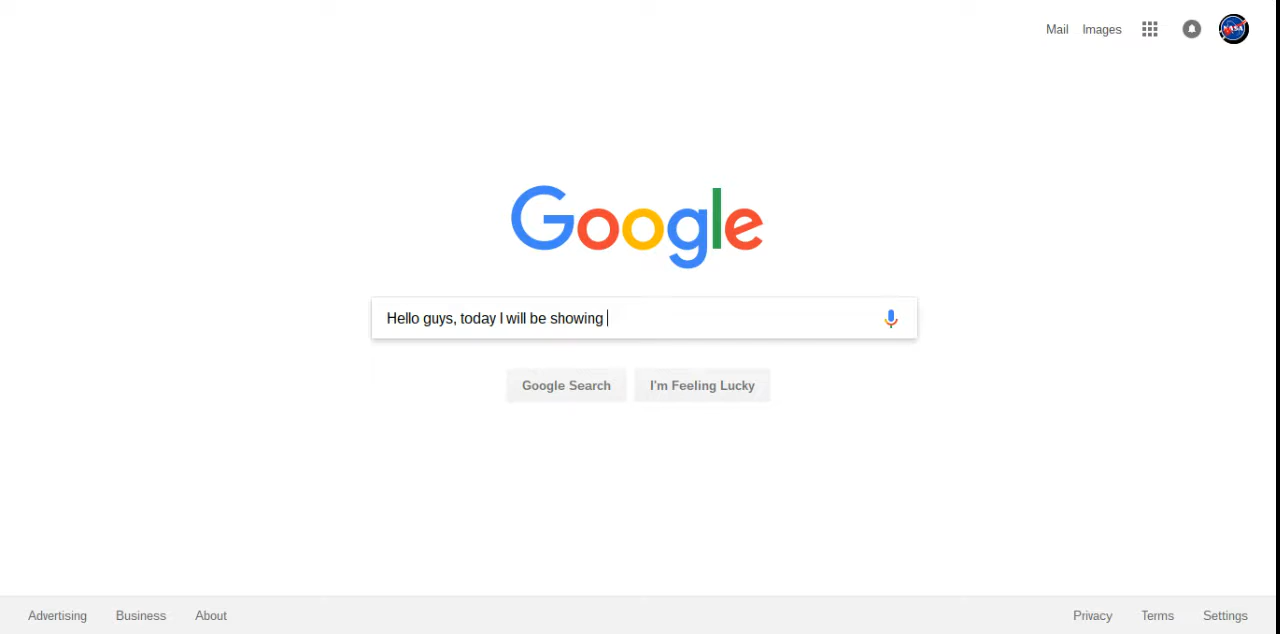 Mail Images
NASA
Google
Hello guys, today I will be showing
Google Search I'm Feeling Lucky
Advertising Business About Privacy Terms Settings